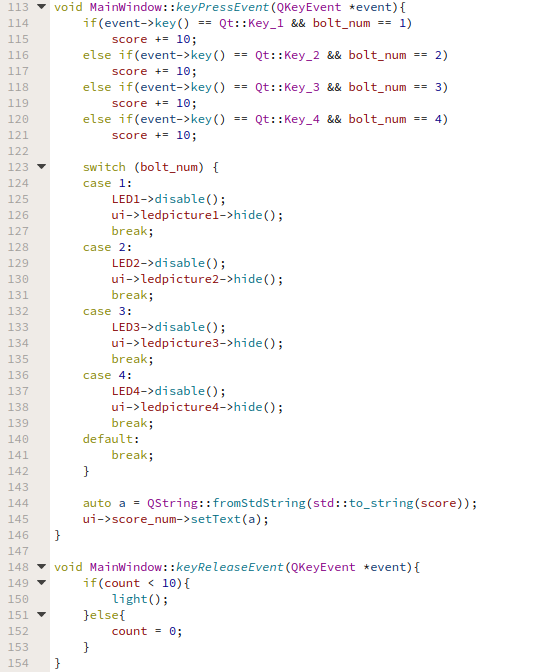 113 void MainWindow::keyPressEvent(QKeyEvent *event){
114     if(event->key() == Qt::Key_1 && bolt_num == 1)
115         score += 10;
116     else if(event->key() == Qt::Key_2 && bolt_num == 2)
117         score += 10;
118     else if(event->key() == Qt::Key_3 && bolt_num == 3)
119         score += 10;
120     else if(event->key() == Qt::Key_4 && bolt_num == 4)
121         score += 10;
122
123     switch (bolt_num) {
124     case 1:
125         LED1->disable();
126         ui->ledpicture1->hide();
127         break;
128     case 2:
129         LED2->disable();
130         ui->ledpicture2->hide();
131         break;
132     case 3:
133         LED3->disable();
134         ui->ledpicture3->hide();
135         break;
136     case 4:
137         LED4->disable();
138         ui->ledpicture4->hide();
139         break;
140     default:
141         break;
142     }
143
144     auto a = QString::fromStdString(std::to_string(score));
145     ui->score_num->setText(a);
146 }
147
148 void MainWindow::keyReleaseEvent(QKeyEvent *event){
149     if(count < 10){
150         light();
151     }else{
152         count = 0;
153     }
154 }